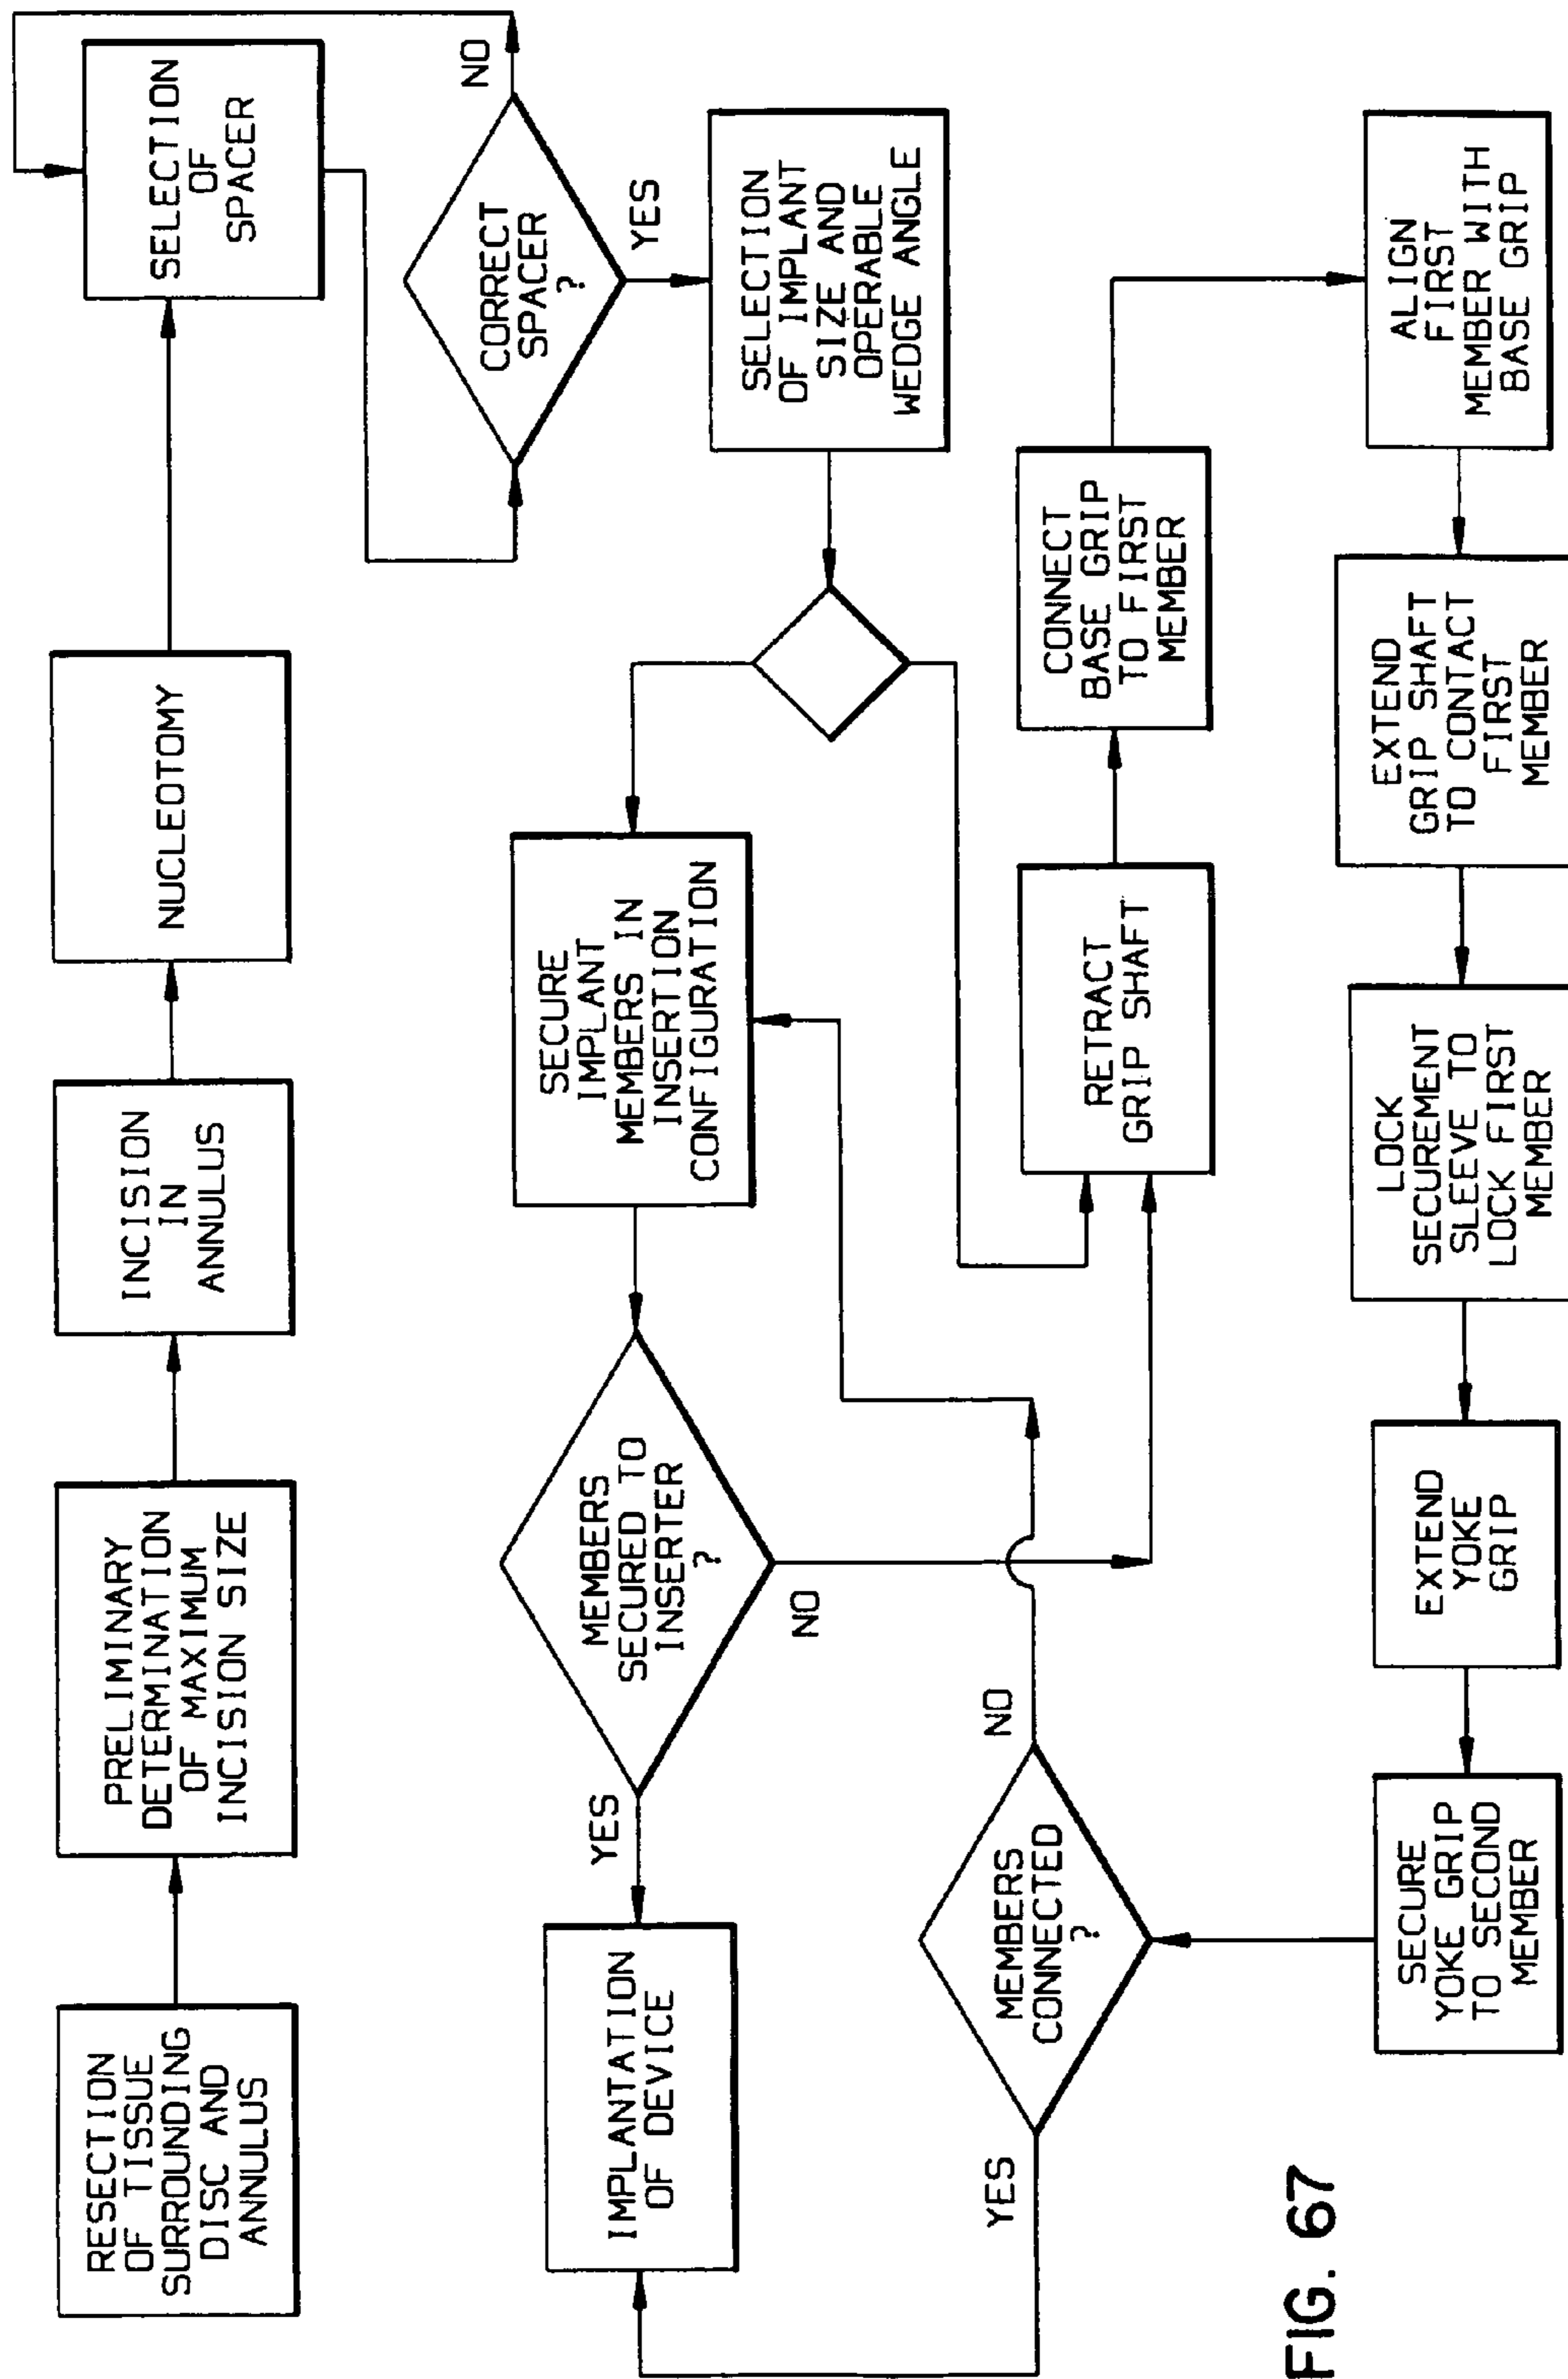 RESECTION
OF TISSUE
SURROUNDING
DISC AND
ANNULUS
PRELIMINARY
DETERMINATION
OF MAXIMUM
INCISION SIZE
INCISION
IN
ANNULUS
NUCLEOTOMY
SELECTION
OF
SPACER
CORRECT
SPACER
?
NO
YES
SELECTION
OF IMPLANT
SIZE AND
OPERABLE
WEDGE ANGLE
SECURE
IMPLANT
MEMBERS IN
INSERTION
CONFIGURATION
MEMBERS
SECURED TO
INSERTER
?
YES
NO
IMPLANTATION
OF DEVICE
RETRACT
GRIP SHAFT
CONNECT
BASE GRIP
TO FIRST
MEMBER
ALIGN
FIRST
MEMBER WITH
BASE GRIP
EXTEND
GRIP SHAFT
TO CONTACT
FIRST
MEMBER
LOCK
SECUREMENT
SLEEVE TO
LOCK FIRST
MEMBER
EXTEND
YOKE
GRIP
SECURE
YOKE GRIP
TO SECOND
MEMBER
MEMBERS
CONNECTED
?
NO
YES
FIG. 67